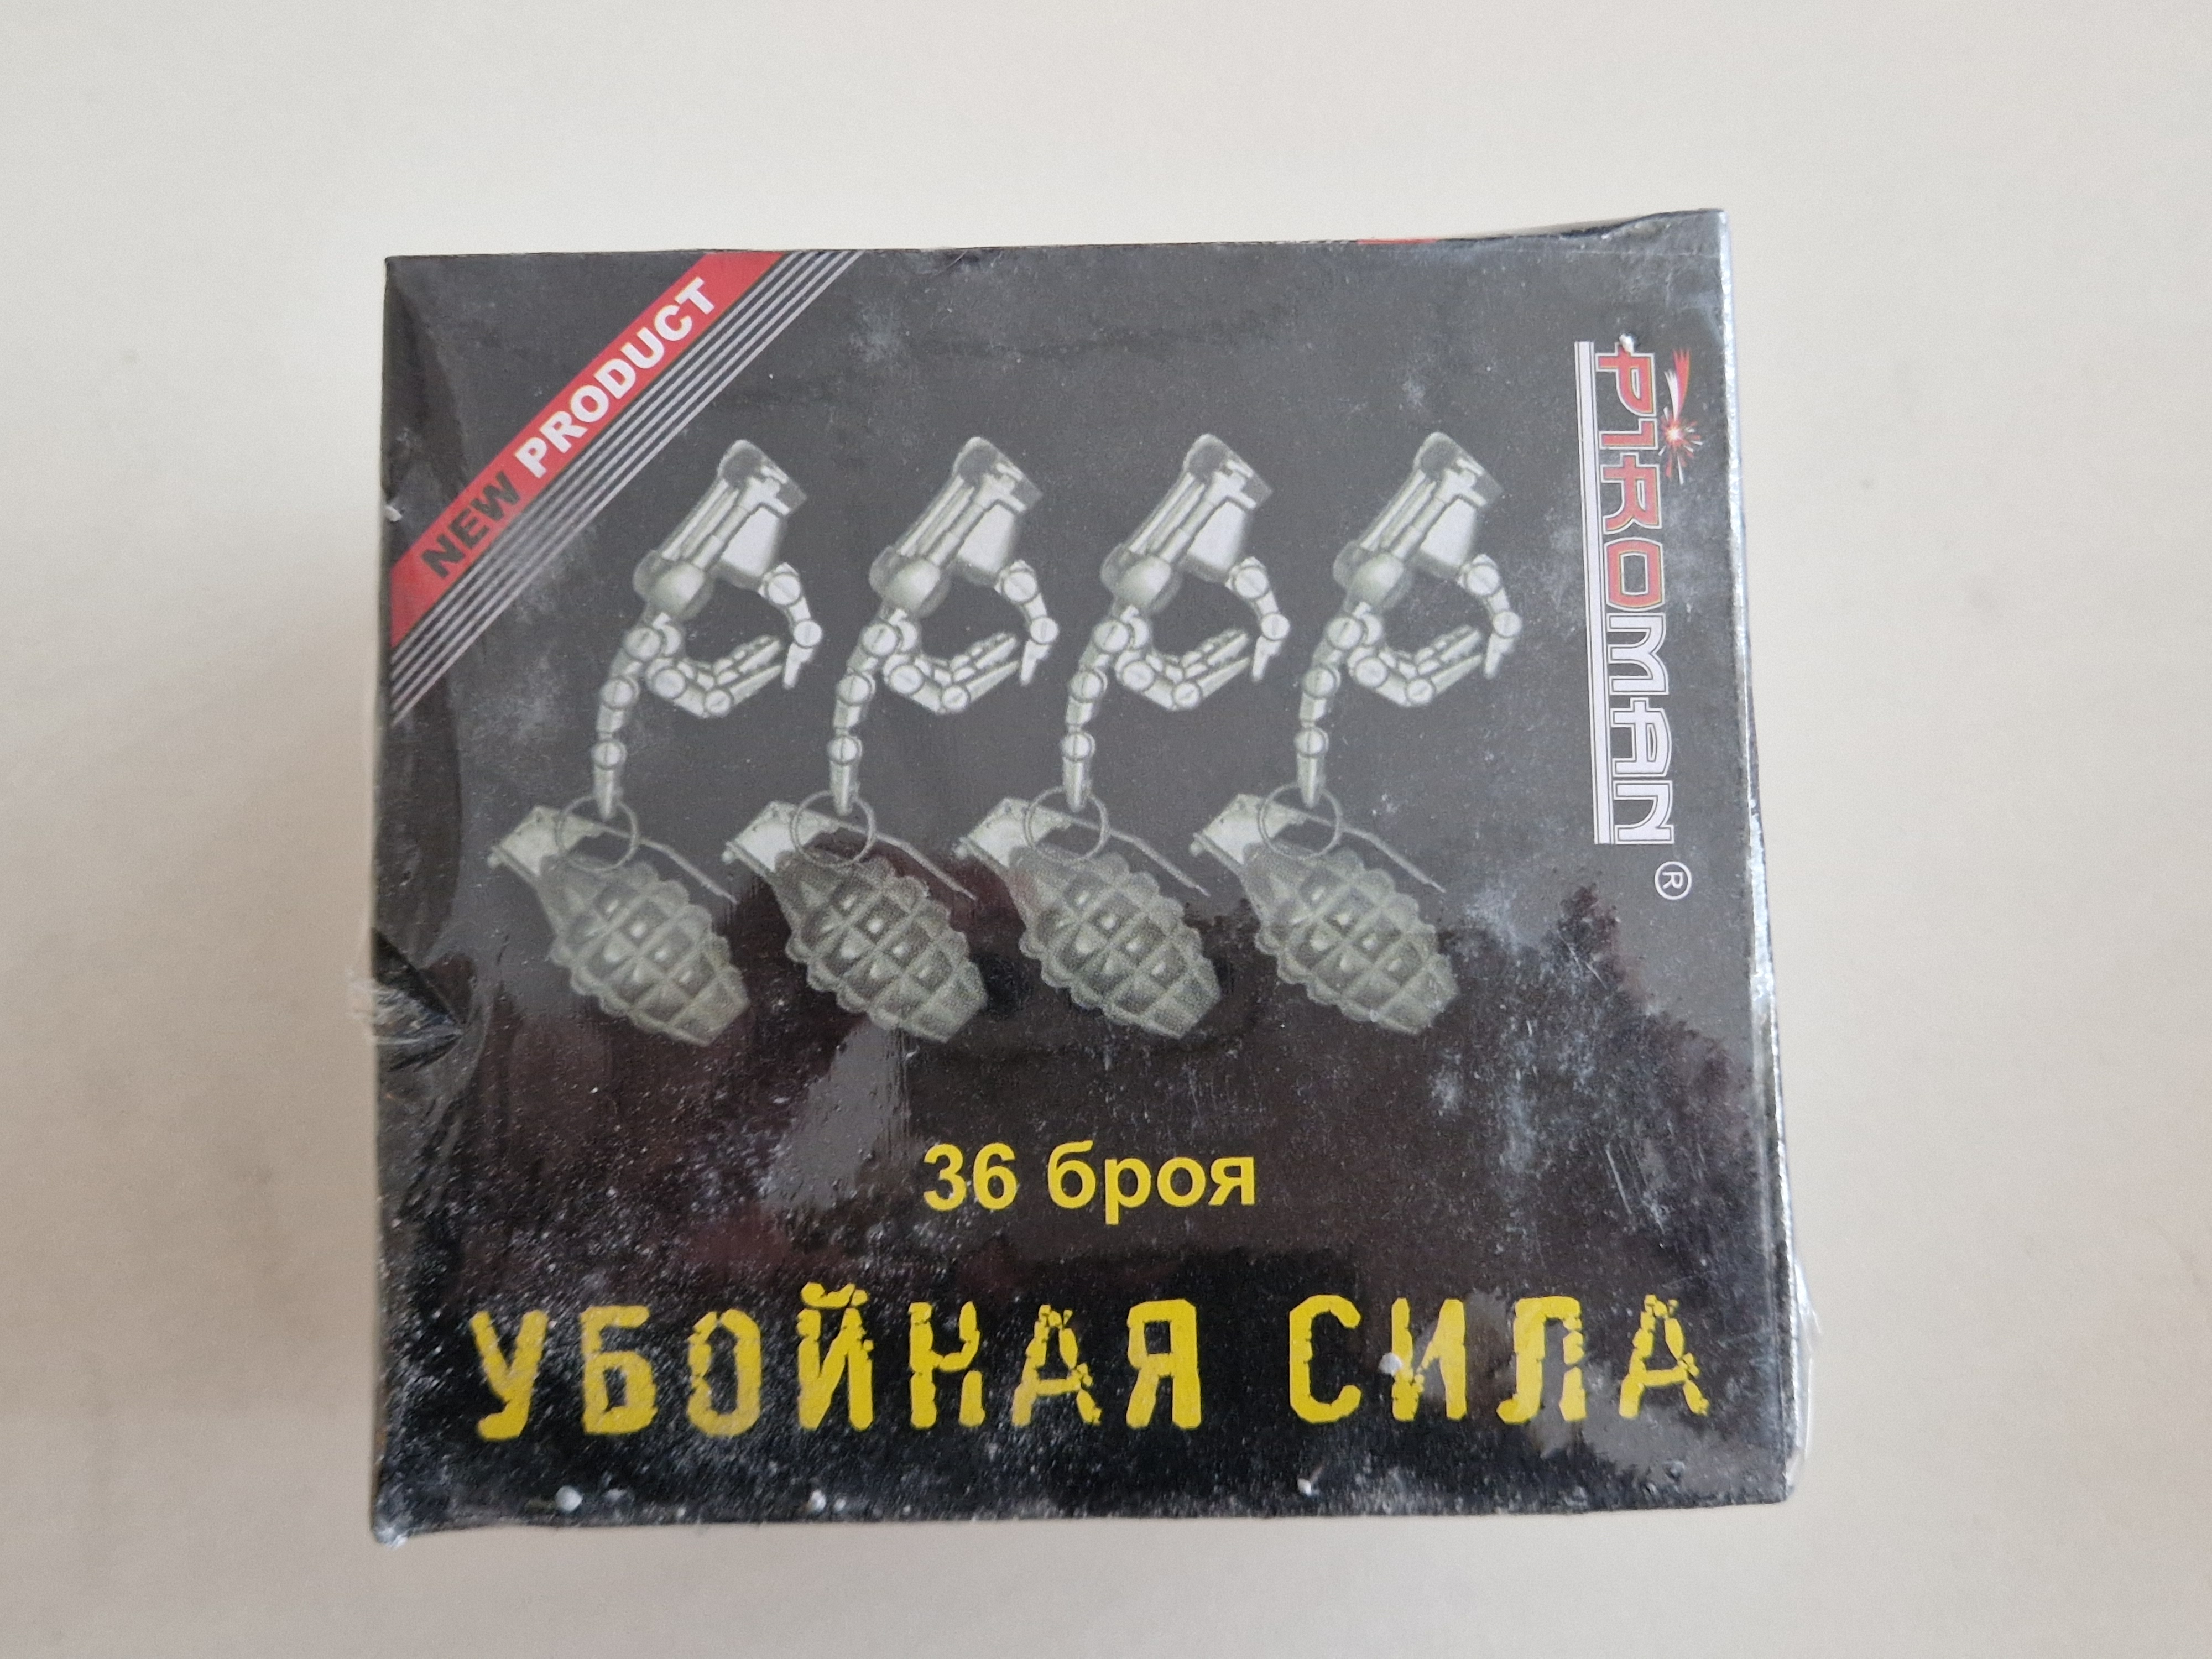 NEW PRODUCT
PIROMAN®
36 броя
УБОЙНАЯ СИЛА